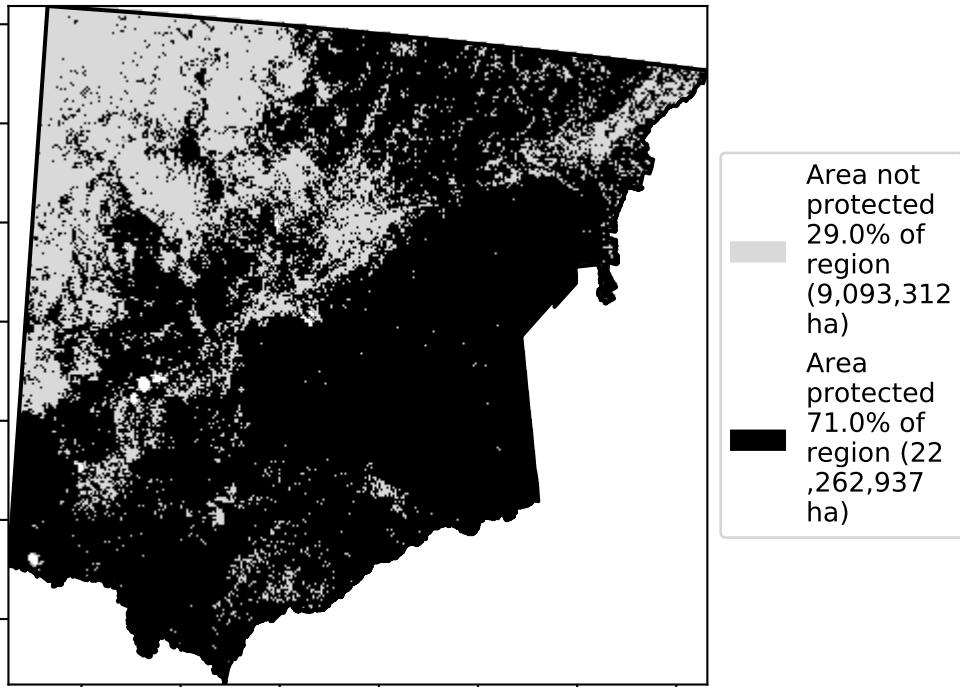 Area not
protected
29.0% of
region
(9,093,312
ha)
Area
protected
71.0% of
region (22
,262,937
ha)